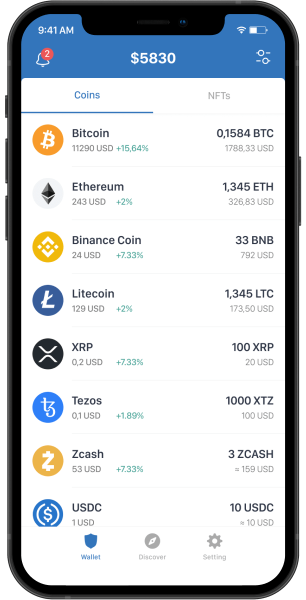 9:41 AM
2
$5830
Coins NFTs
Bitcoin 0,1584 BTC
11290 USD +15,64% 1788,33 USD
Ethereum 1,345 ETH
243 USD +2% 326,83 USD
Binance Coin 33 BNB
24 USD +7.33% 792 USD
Litecoin 1,345 LTC
129 USD +2% 173,50 USD
XRP 100 XRP
0,2 USD +7.33% 20 USD
Tezos 1000 XTZ
0,1 USD +1.89% 100 USD
Zcash 3 ZCASH
53 USD +7.33% ≈ 159 USD
USDC 10 USDC
1 USD ≈ 10 USD
Wallet Discover Setting